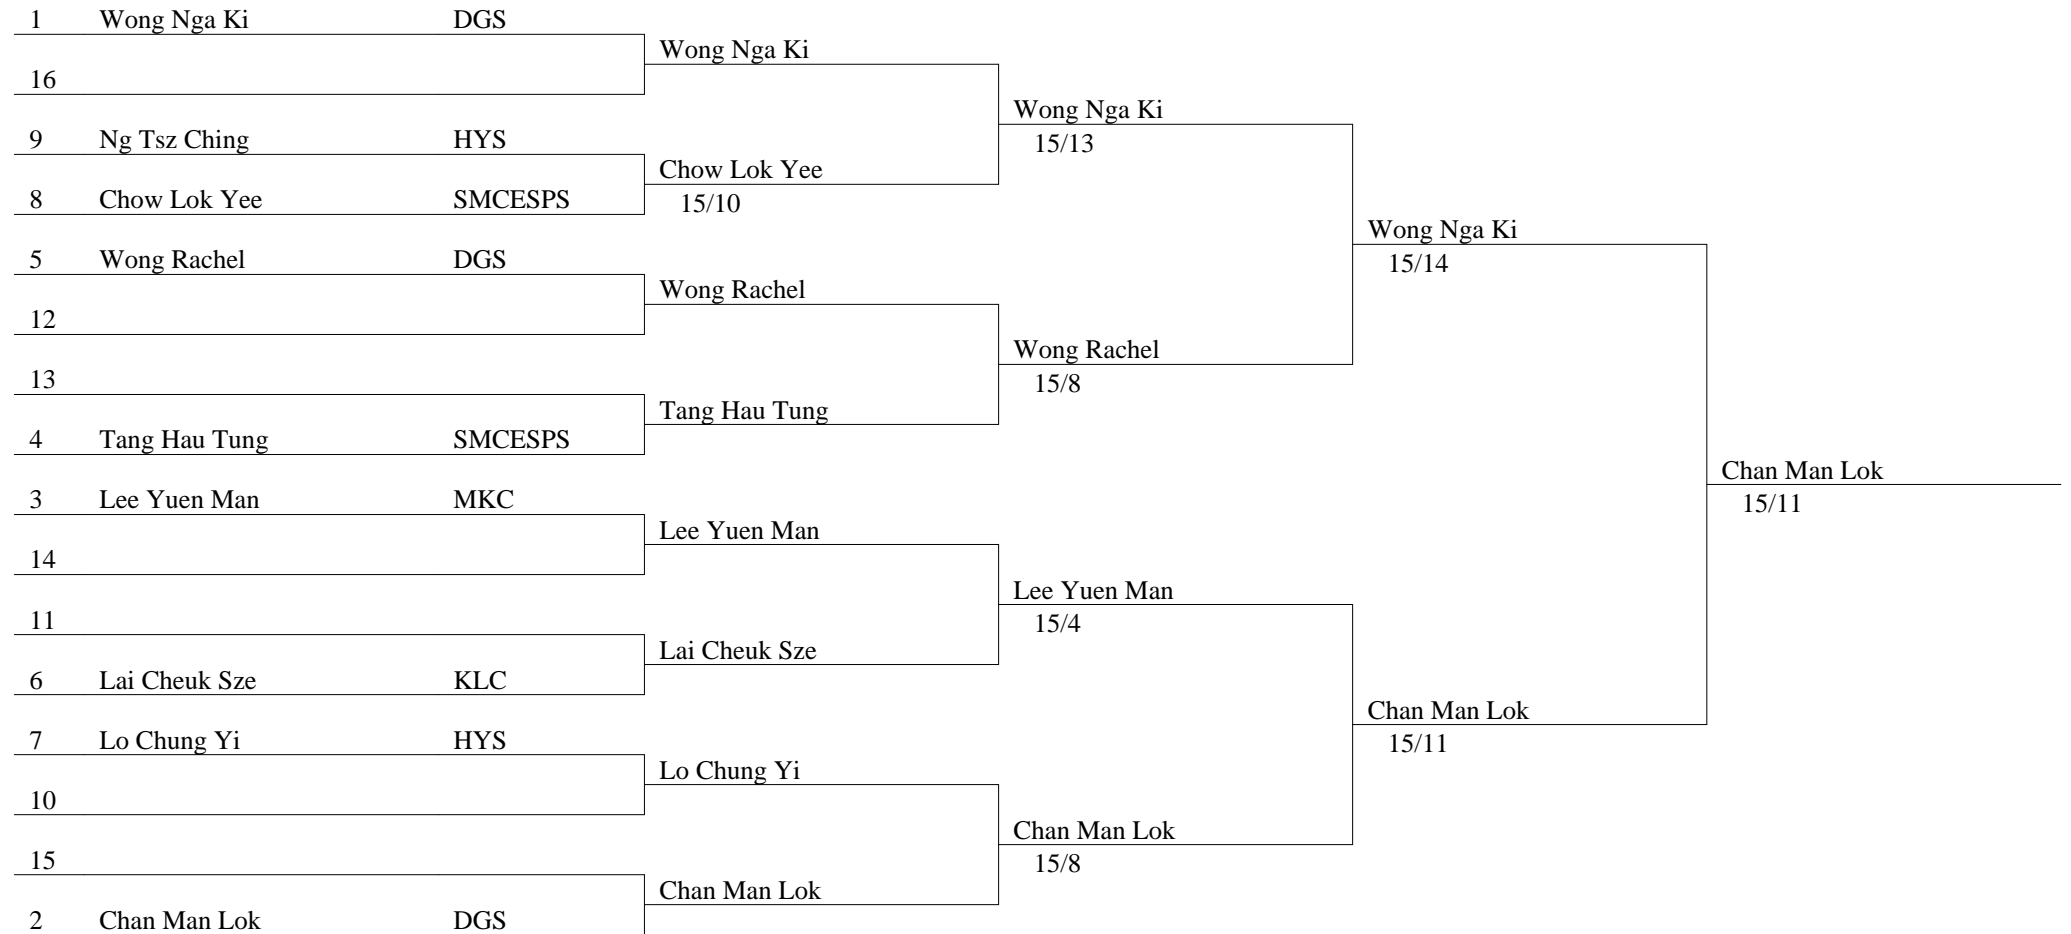 1 Wong Nga Ki DGS
Wong Nga Ki
16
Wong Nga Ki
15/13
9 Ng Tsz Ching HYS
Chow Lok Yee
15/10
8 Chow Lok Yee SMCESPS
Wong Nga Ki
15/14
5 Wong Rachel DGS
Wong Rachel
12
Wong Rachel
15/8
13
Tang Hau Tung
4 Tang Hau Tung SMCESPS
Chan Man Lok
15/11
3 Lee Yuen Man MKC
Lee Yuen Man
14
Lee Yuen Man
15/4
11
Lai Cheuk Sze
6 Lai Cheuk Sze KLC
Chan Man Lok
15/11
7 Lo Chung Yi HYS
Lo Chung Yi
10
Chan Man Lok
15/8
15
Chan Man Lok
2 Chan Man Lok DGS